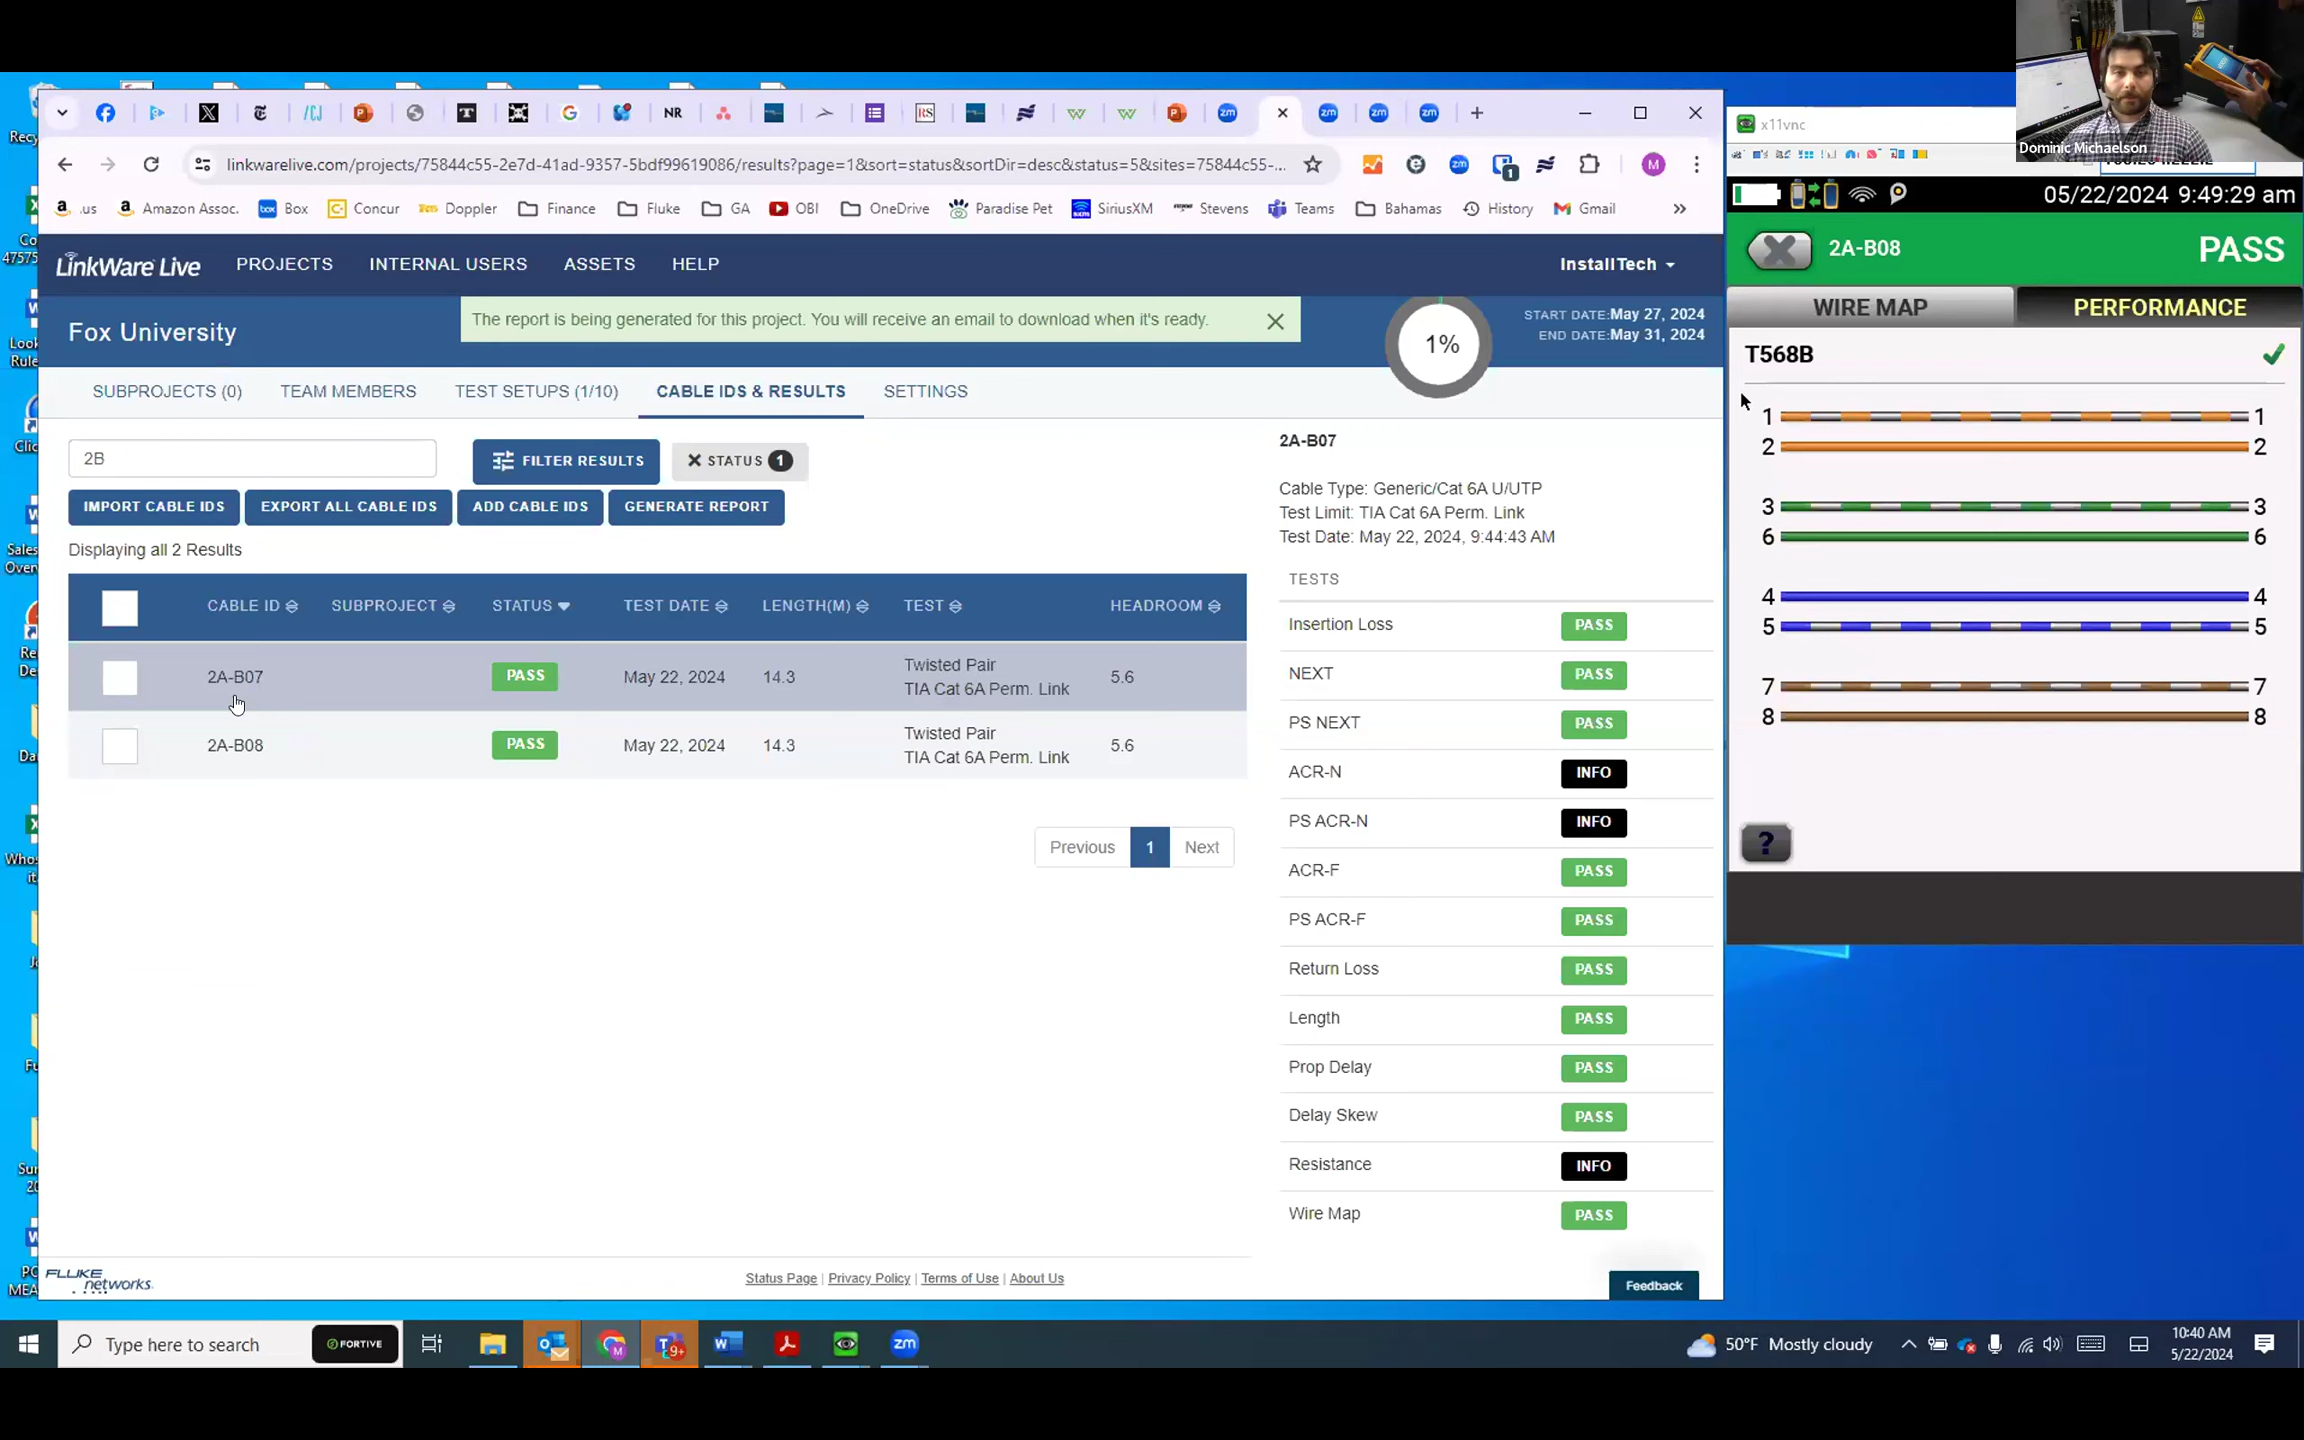 Dominic Michaelson
x11vnc
NR
RS
zm
linkwarelive.com/projects/75844c55-2e7d-41ad-9357-5bdf99619086/results?page=1&sort=status&sortDir=desc&status=5&sites=75844c55-...
M
.us
Amazon Assoc.
box Box
Concur
Doppler
Finance
Fluke
GA
OBI
OneDrive
Paradise Pet
SiriusXM
Stevens
Teams
Bahamas
History
Gmail
»
LinkWare Live
PROJECTS
INTERNAL USERS
ASSETS
HELP
InstallTech
Fox University
The report is being generated for this project. You will receive an email to download when it's ready.
1%
START DATE:May 27, 2024
END DATE:May 31, 2024
SUBPROJECTS (0)
TEAM MEMBERS
TEST SETUPS (1/10)
CABLE IDS & RESULTS
SETTINGS
2B
FILTER RESULTS
STATUS 1
IMPORT CABLE IDS
EXPORT ALL CABLE IDS
ADD CABLE IDS
GENERATE REPORT
Displaying all 2 Results
CABLE ID
SUBPROJECT
STATUS
TEST DATE
LENGTH(M)
TEST
HEADROOM
2A-B07
PASS
May 22, 2024
14.3
Twisted Pair
TIA Cat 6A Perm. Link
5.6
2A-B08
PASS
May 22, 2024
14.3
Twisted Pair
TIA Cat 6A Perm. Link
5.6
Previous
1
Next
2A-B07
Cable Type: Generic/Cat 6A U/UTP
Test Limit: TIA Cat 6A Perm. Link
Test Date: May 22, 2024, 9:44:43 AM
TESTS
Insertion Loss PASS
NEXT PASS
PS NEXT PASS
ACR-N INFO
PS ACR-N INFO
ACR-F PASS
PS ACR-F PASS
Return Loss PASS
Length PASS
Prop Delay PASS
Delay Skew PASS
Resistance INFO
Wire Map PASS
FLUKE
networks.
Status Page | Privacy Policy | Terms of Use | About Us
Feedback
05/22/2024 9:49:29 am
2A-B08
PASS
WIRE MAP
PERFORMANCE
T568B
1 1
2 2
3 3
6 6
4 4
5 5
7 7
8 8
?
Type here to search
FORTIVE
9+
zm
50°F Mostly cloudy
10:40 AM
5/22/2024